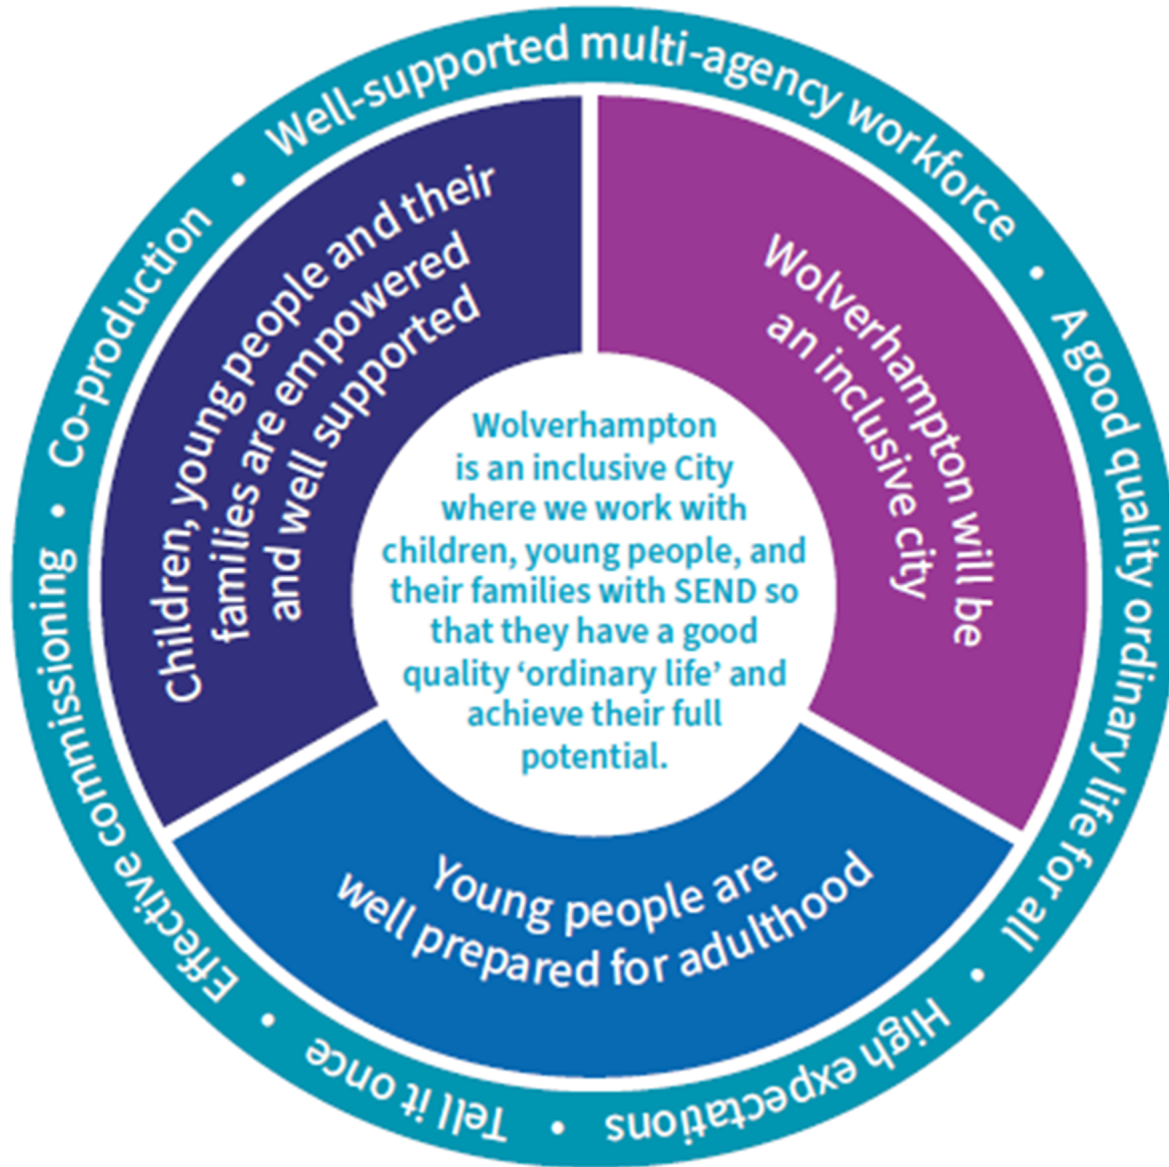 Well-supported multi-agency workforce • A good quality ordinary life for all • High expectations • Tell it once • Effective commissioning • Co-production •
Children, young people and their
families are empowered
and well supported
Wolverhampton will be
an inclusive city
Young people are
well prepared for adulthood
Wolverhampton
is an inclusive City
where we work with
children, young people, and
their families with SEND so
that they have a good
quality ‘ordinary life’ and
achieve their full
potential.